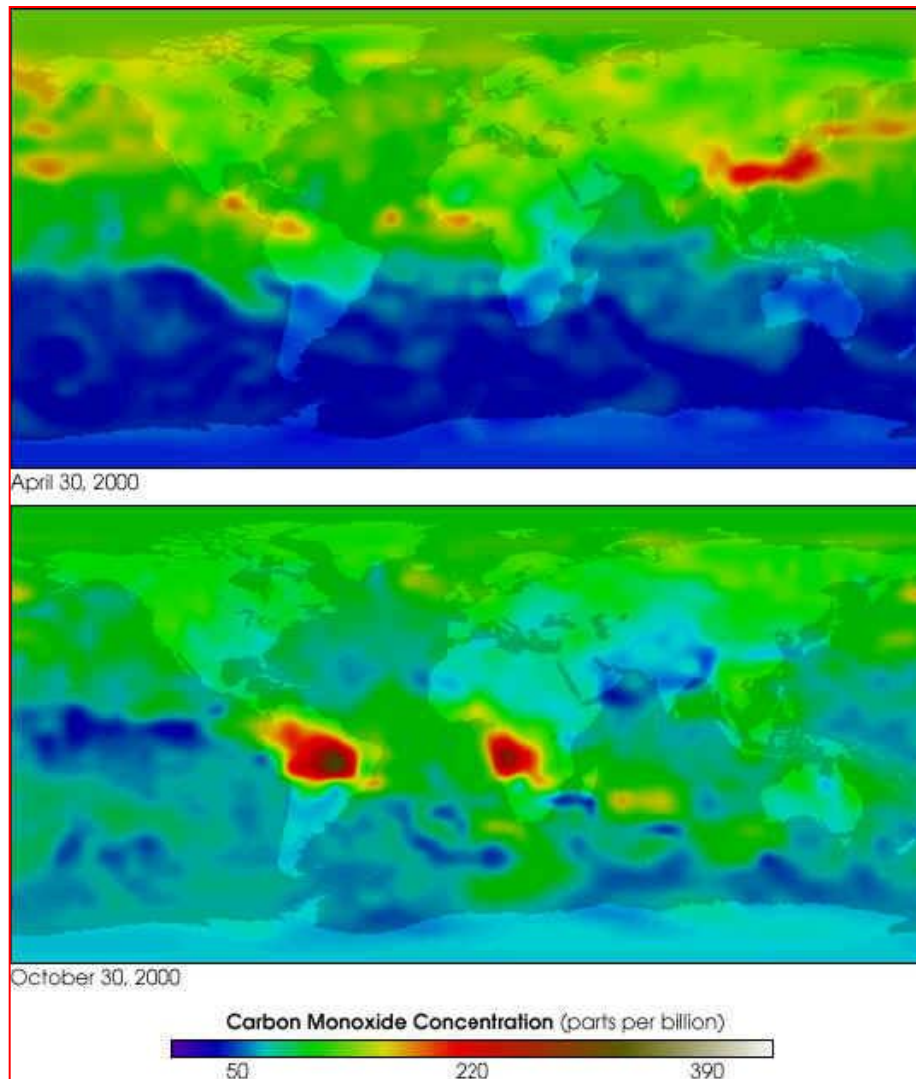 April 30, 2000
October 30, 2000
Carbon Monoxide Concentration (parts per billion)
50 220 390